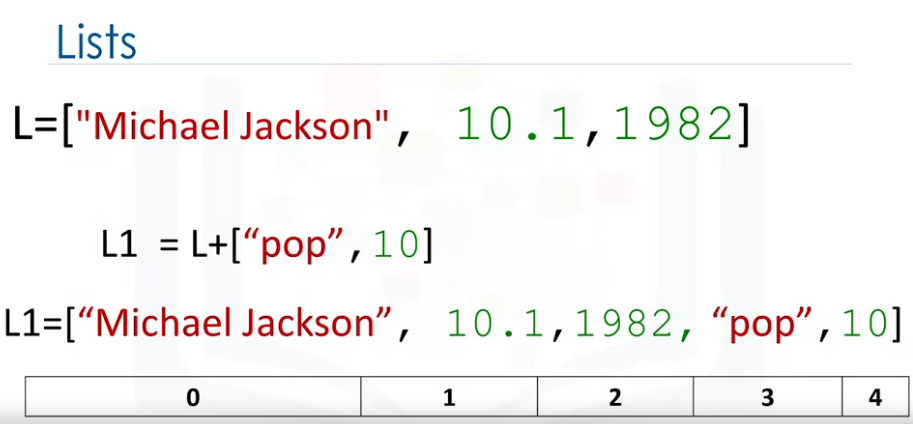 Lists
L=["Michael Jackson", 10.1,1982]
L1 = L+[“pop”,10]
L1=[“Michael Jackson”, 10.1,1982, “pop”,10]
0 1 2 3 4